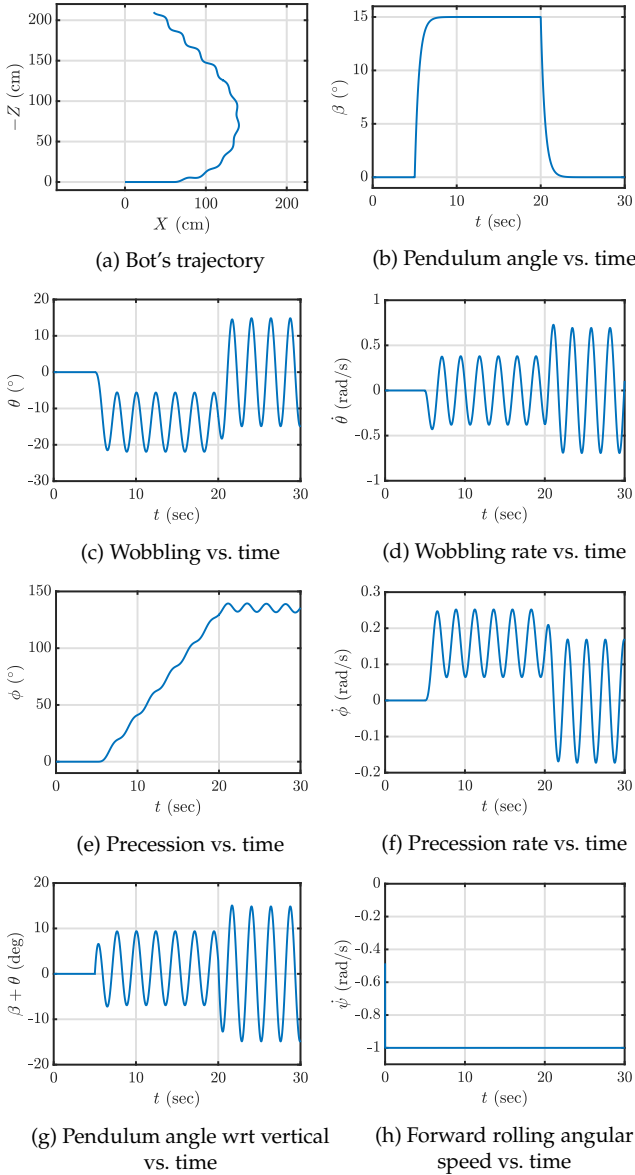 200
150
100
50
0
−Z (cm)
0
100
200
X (cm)
(a) Bot's trajectory
15
10
5
0
β (°)
0
10
20
30
t (sec)
(b) Pendulum angle vs. time
20
10
0
-10
-20
-30
θ (°)
0
10
20
30
t (sec)
(c) Wobbling vs. time
1
0.5
0
-0.5
-1
θ̇ (rad/s)
0
10
20
30
t (sec)
(d) Wobbling rate vs. time
150
100
50
0
ϕ (°)
0
10
20
30
t (sec)
(e) Precession vs. time
0.3
0.2
0.1
0
-0.1
-0.2
ϕ̇ (rad/s)
0
10
20
30
t (sec)
(f) Precession rate vs. time
20
10
0
-10
-20
β + θ (deg)
0
10
20
30
t (sec)
(g) Pendulum angle wrt vertical
vs. time
0
-0.2
-0.4
-0.6
-0.8
-1
ψ̇ (rad/s)
0
10
20
30
t (sec)
(h) Forward rolling angular
speed vs. time